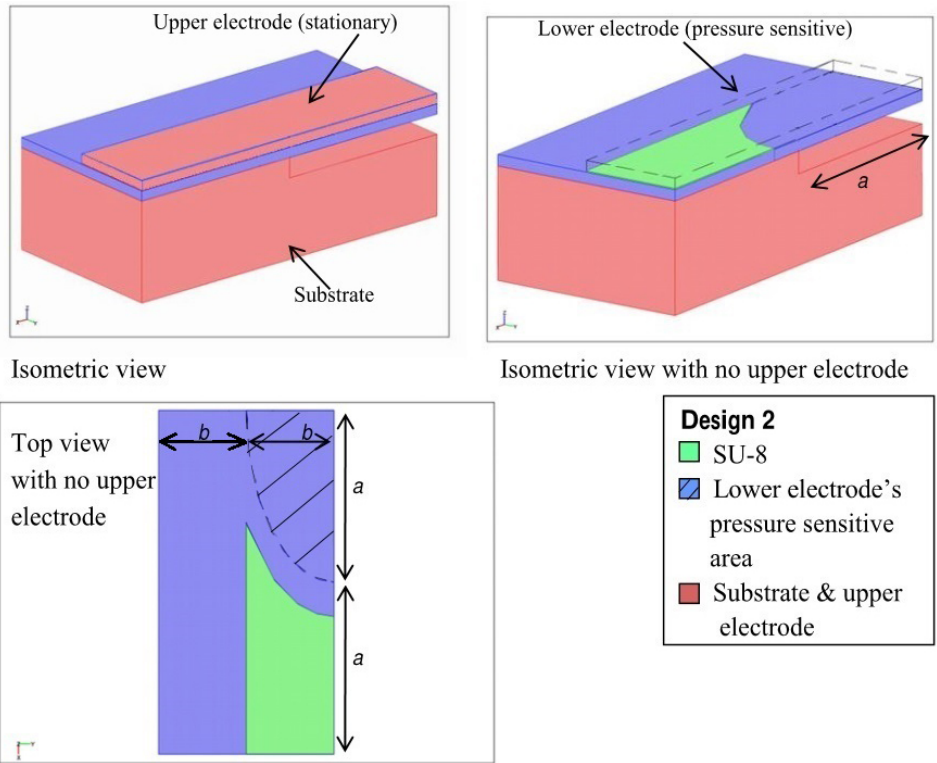 Upper electrode (stationary)
Substrate
Isometric view
Lower electrode (pressure sensitive)
a
Isometric view with no upper electrode
Top view
with no upper
electrode
b
b
a
a
Design 2
SU-8
Lower electrode's
pressure sensitive
area
Substrate & upper
electrode